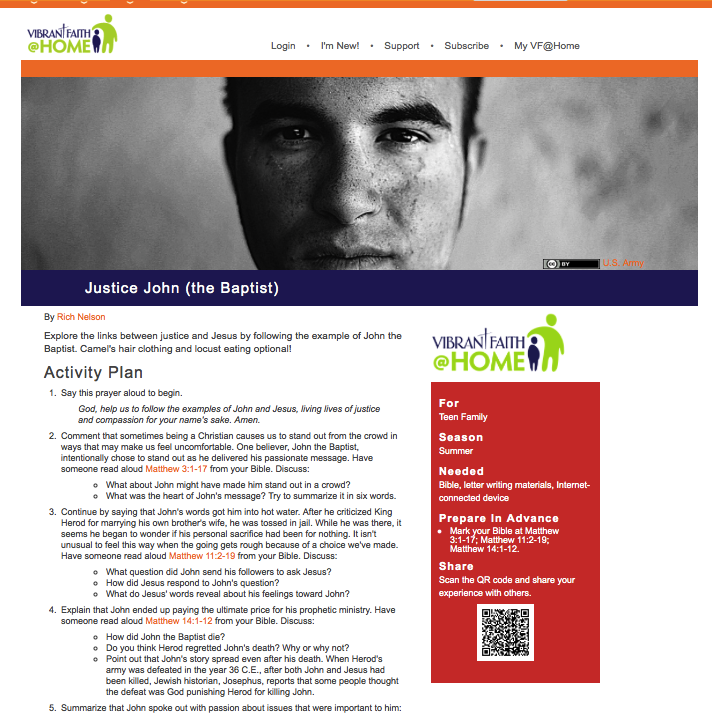 VIBRANT FAITH
@HOME
Login • I'm New! • Support • Subscribe • My VF@Home
cc BY U.S. Army
Justice John (the Baptist)
By Rich Nelson
Explore the links between justice and Jesus by following the example of John the
Baptist. Camel's hair clothing and locust eating optional!
Activity Plan
1. Say this prayer aloud to begin.
God, help us to follow the examples of John and Jesus, living lives of justice
and compassion for your name's sake. Amen.
2. Comment that sometimes being a Christian causes us to stand out from the crowd in
ways that may make us feel uncomfortable. One believer, John the Baptist,
intentionally chose to stand out as he delivered his passionate message. Have
someone read aloud Matthew 3:1-17 from your Bible. Discuss:
What about John might have made him stand out in a crowd?
What was the heart of John's message? Try to summarize it in six words.
3. Continue by saying that John's words got him into hot water. After he criticized King
Herod for marrying his own brother's wife, he was tossed in jail. While he was there, it
seems he began to wonder if his personal sacrifice had been for nothing. It isn't
unusual to feel this way when the going gets rough because of a choice we've made.
Have someone read aloud Matthew 11:2-19 from your Bible. Discuss:
What question did John send his followers to ask Jesus?
How did Jesus respond to John's question?
What do Jesus' words reveal about his feelings toward John?
4. Explain that John ended up paying the ultimate price for his prophetic ministry. Have
someone read aloud Matthew 14:1-12 from your Bible. Discuss:
How did John the Baptist die?
Do you think Herod regretted John's death? Why or why not?
Point out that John's story spread even after his death. When Herod's
army was defeated in the year 36 C.E., after both John and Jesus had
been killed, Jewish historian, Josephus, reports that some people thought
the defeat was God punishing Herod for killing John.
5. Summarize that John spoke out with passion about issues that were important to him:
VIBRANT FAITH
@HOME
For
Teen Family
Season
Summer
Needed
Bible, letter writing materials, Internet-
connected device
Prepare In Advance
Mark your Bible at Matthew
3:1-17; Matthew 11:2-19;
Matthew 14:1-12.
Share
Scan the QR code and share your
experience with others.